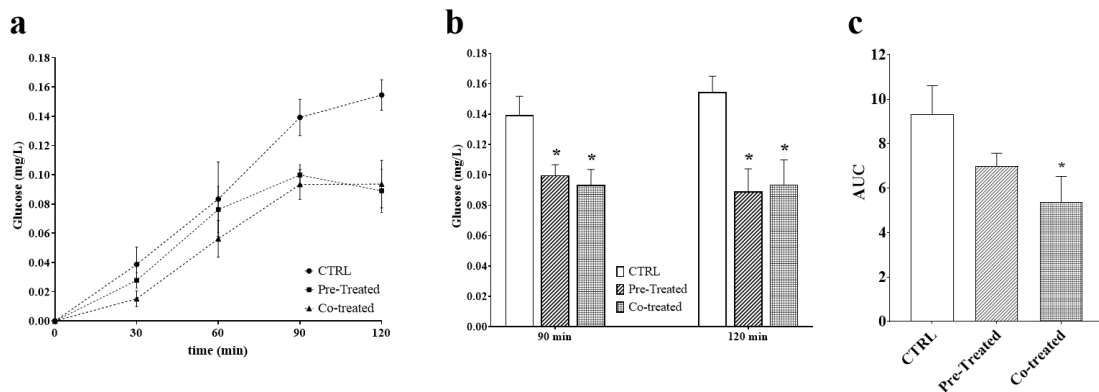 a
0.18
0.16
0.14
0.12
0.10
0.08
0.06
0.04
0.02
0.00
Glucose (mg/L)
0
30
60
90
120
time (min)
CTRL
Pre-Treated
Co-treated
b
0.18
0.16
0.14
0.12
0.10
0.08
0.06
0.04
0.02
0.00
Glucose (mg/L)
* *
* *
CTRL
Pre-Treated
Co-treated
90 min
120 min
c
12
10
8
6
4
2
0
AUC
*
CTRL
Pre-Treated
Co-treated